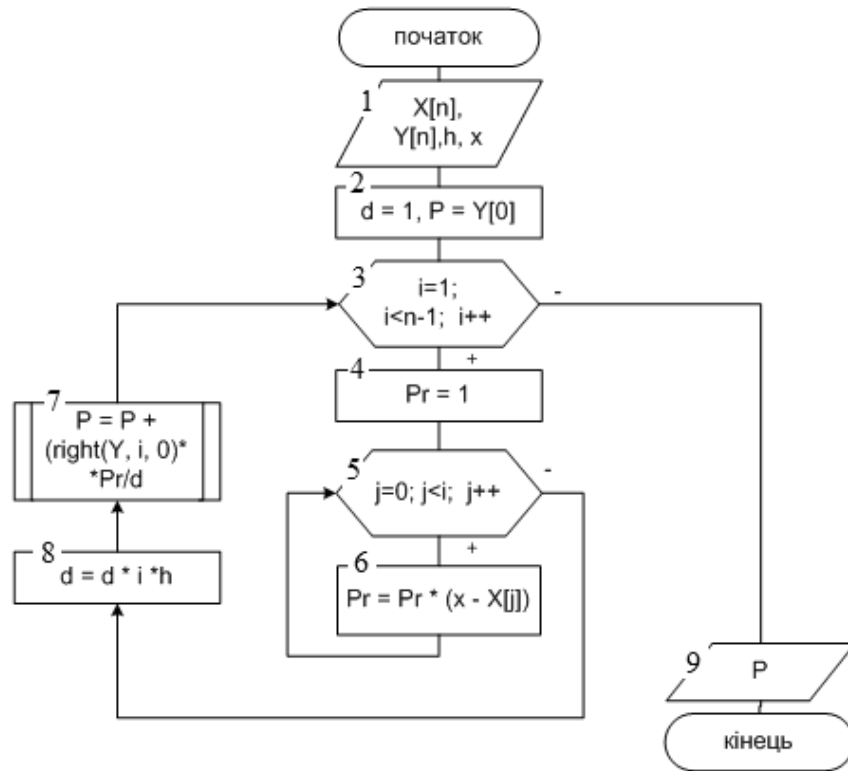 початок
1
X[n],
Y[n],h, x
2
d = 1, P = Y[0]
3
i=1;
i<n-1; i++
-
+
4
Pr = 1
5
j=0; j<i; j++
-
+
6
Pr = Pr * (x - X[j])
7
P = P +
(right(Y, i, 0)*
*Pr/d
8
d = d * i *h
9
P
кінець